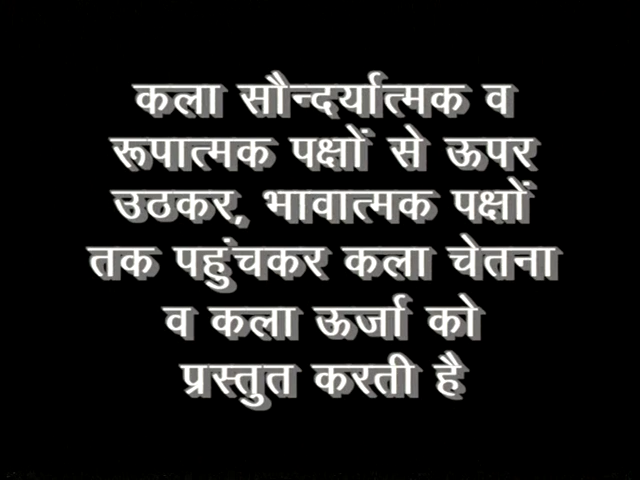 कला सौन्दर्यात्मक व
रूपात्मक पक्षों से ऊपर
उठकर, भावात्मक पक्षों
तक पहुंचकर कला चेतना
व कला ऊर्जा को
प्रस्तुत करती है